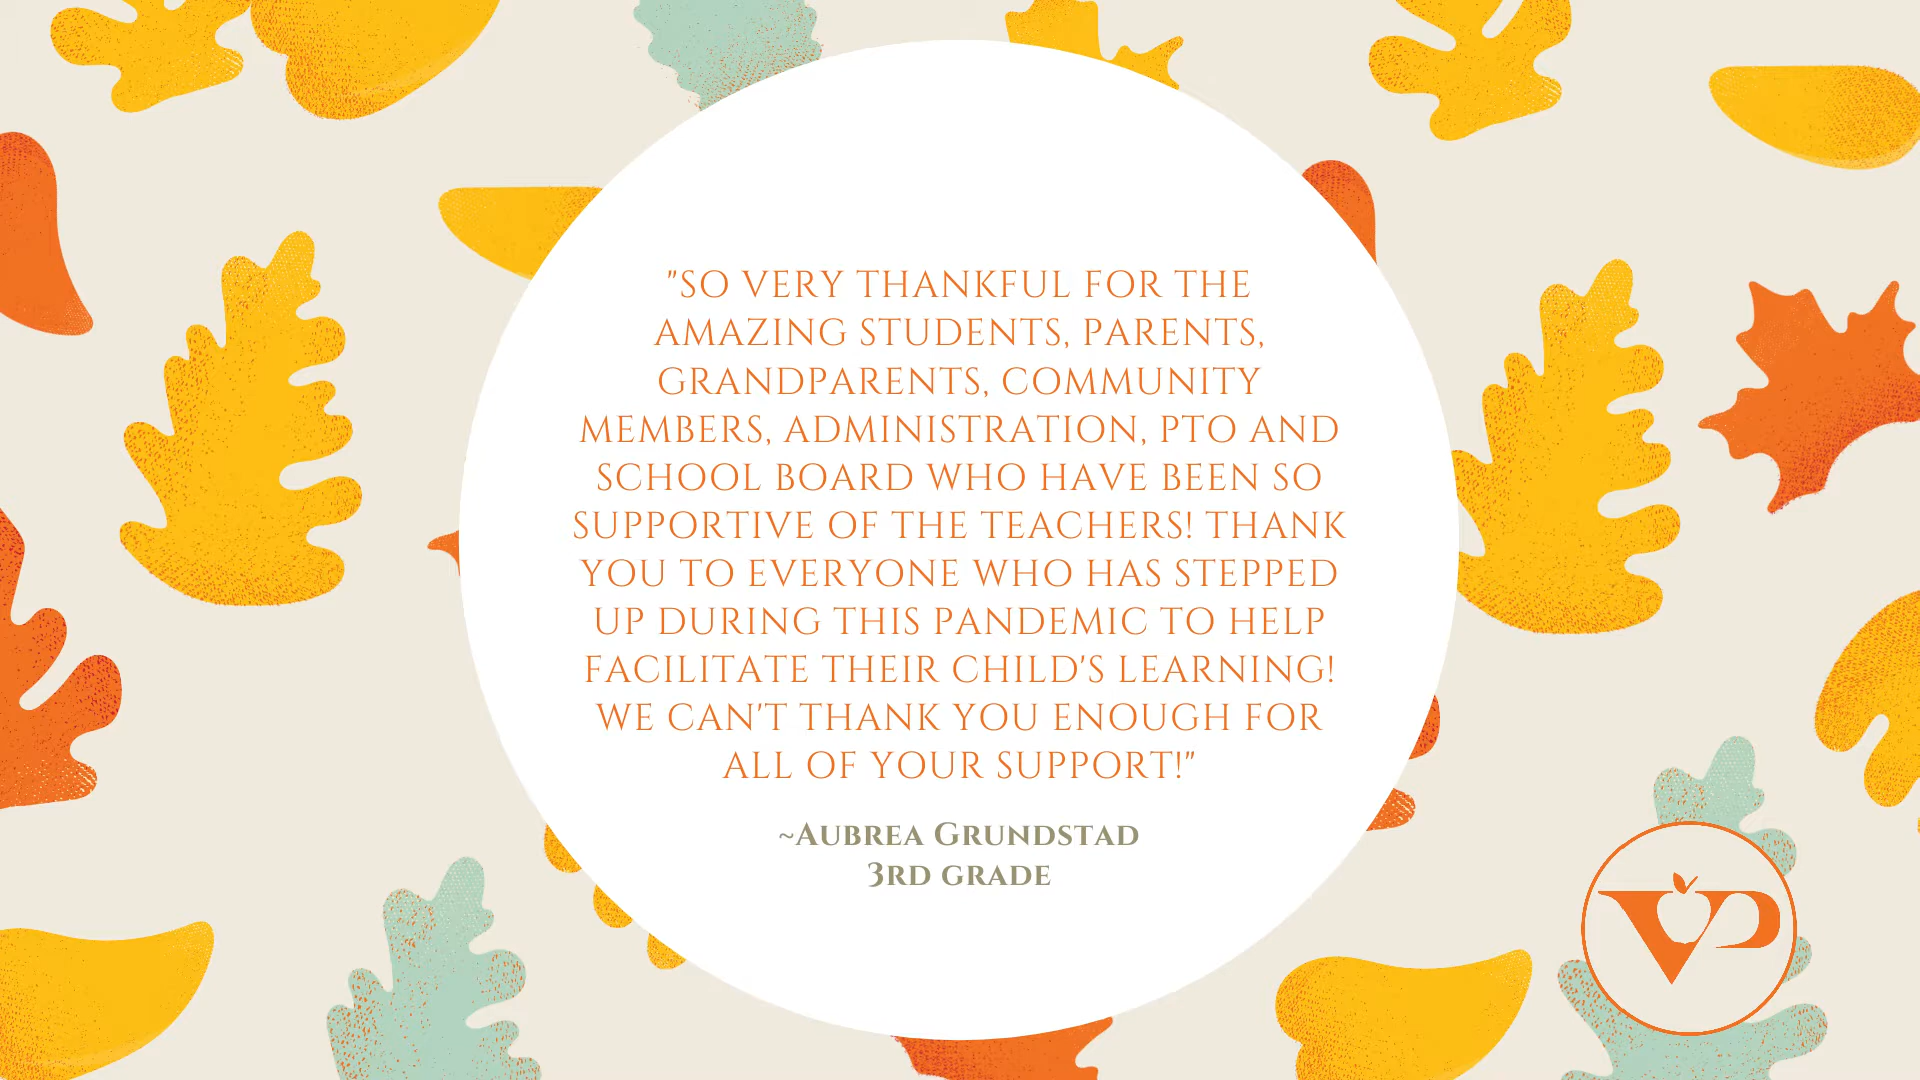 "SO VERY THANKFUL FOR THE
AMAZING STUDENTS, PARENTS,
GRANDPARENTS, COMMUNITY
MEMBERS, ADMINISTRATION, PTO AND
SCHOOL BOARD WHO HAVE BEEN SO
SUPPORTIVE OF THE TEACHERS! THANK
YOU TO EVERYONE WHO HAS STEPPED
UP DURING THIS PANDEMIC TO HELP
FACILITATE THEIR CHILD'S LEARNING!
WE CAN'T THANK YOU ENOUGH FOR
ALL OF YOUR SUPPORT!"
~Aubrea Grundstad
3rd grade
VP